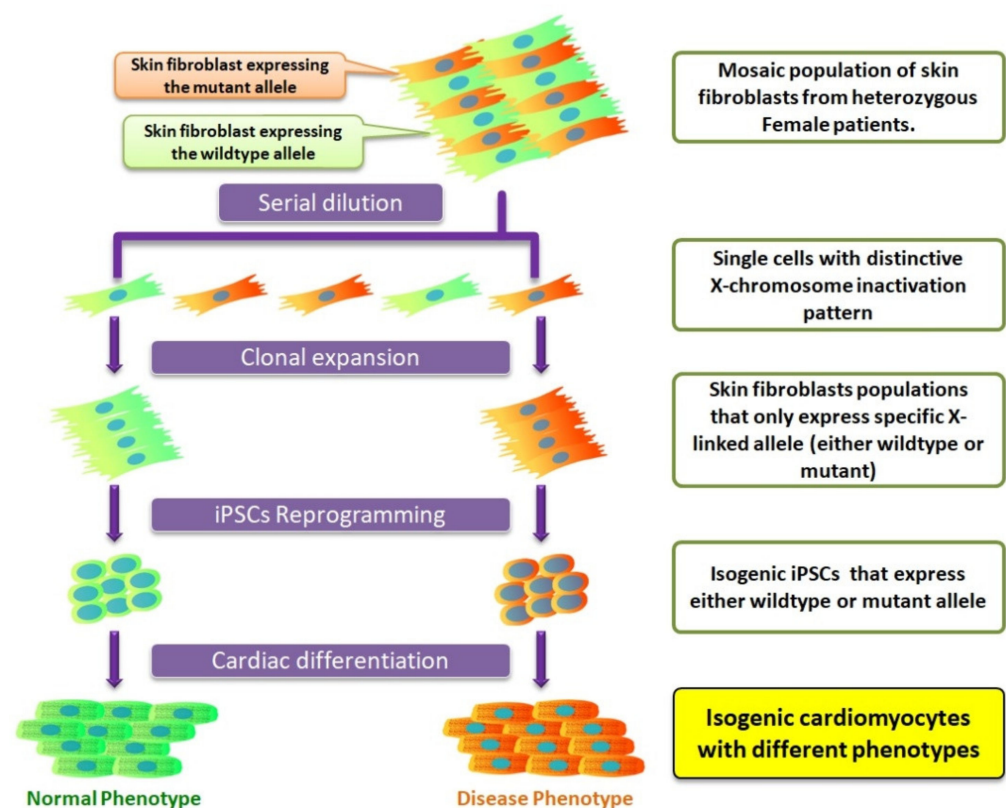 Skin fibroblast expressing
the mutant allele
Skin fibroblast expressing
the wildtype allele
Mosaic population of skin
fibroblasts from heterozygous
Female patients.
Serial dilution
Single cells with distinctive
X-chromosome inactivation
pattern
Clonal expansion
Skin fibroblasts populations
that only express specific X-
linked allele (either wildtype or
mutant)
iPSCs Reprogramming
Isogenic iPSCs that express
either wildtype or mutant allele
Cardiac differentiation
Isogenic cardiomyocytes
with different phenotypes
Normal Phenotype
Disease Phenotype